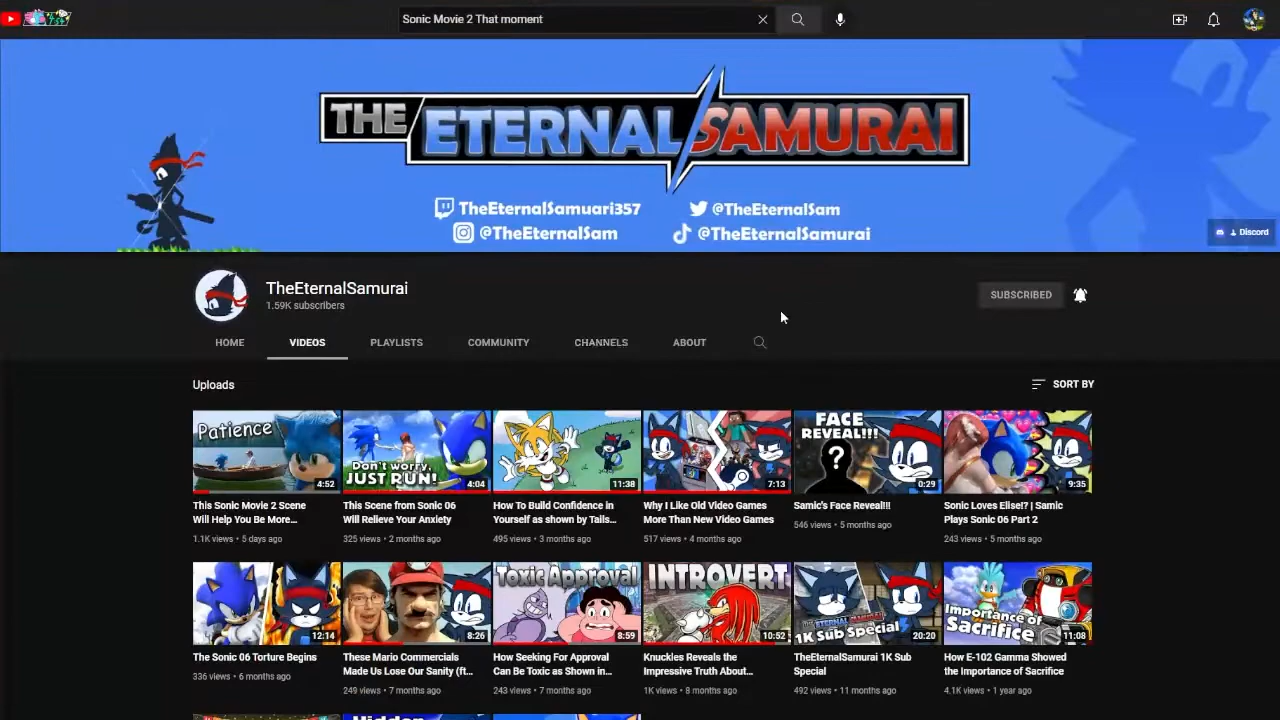 Sonic Movie 2 That moment
THE ETERNAL SAMURAI
TheEternalSamuari357
@TheEternalSam
@TheEternalSam
@TheEternalSamurai
Discord
TheEternalSamurai
1.59K subscribers
SUBSCRIBED
HOME
VIDEOS
PLAYLISTS
COMMUNITY
CHANNELS
ABOUT
Uploads
SORT BY
Patience
4:52
Don't worry,
JUST RUN!
4:04
11:38
7:13
FACE
REVEAL!!!
?
0:29
9:35
This Sonic Movie 2 Scene
Will Help You Be More...
1.1K views • 5 days ago
This Scene from Sonic 06
Will Relieve Your Anxiety
325 views • 2 months ago
How To Build Confidence in
Yourself as shown by Tails...
495 views • 3 months ago
Why I Like Old Video Games
More Than New Video Games
517 views • 4 months ago
Samic's Face Reveal!!!
546 views • 5 months ago
Sonic Loves Elise!? | Samic
Plays Sonic 06 Part 2
243 views • 5 months ago
12:14
8:26
Toxic Approval
8:59
INTROVERT
10:52
THE ETERNAL SAMURAI
1K Sub
Special
20:20
Importance of
Sacrifice
11:08
The Sonic 06 Torture Begins
336 views • 6 months ago
These Mario Commercials
Made Us Lose Our Sanity (ft...
249 views • 7 months ago
How Seeking For Approval
Can Be Toxic as Shown in...
243 views • 7 months ago
Knuckles Reveals the
Impressive Truth About...
1K views • 8 months ago
TheEternalSamurai 1K Sub
Special
492 views • 11 months ago
How E-102 Gamma Showed
the Importance of Sacrifice
4.1K views • 1 year ago
Hidden